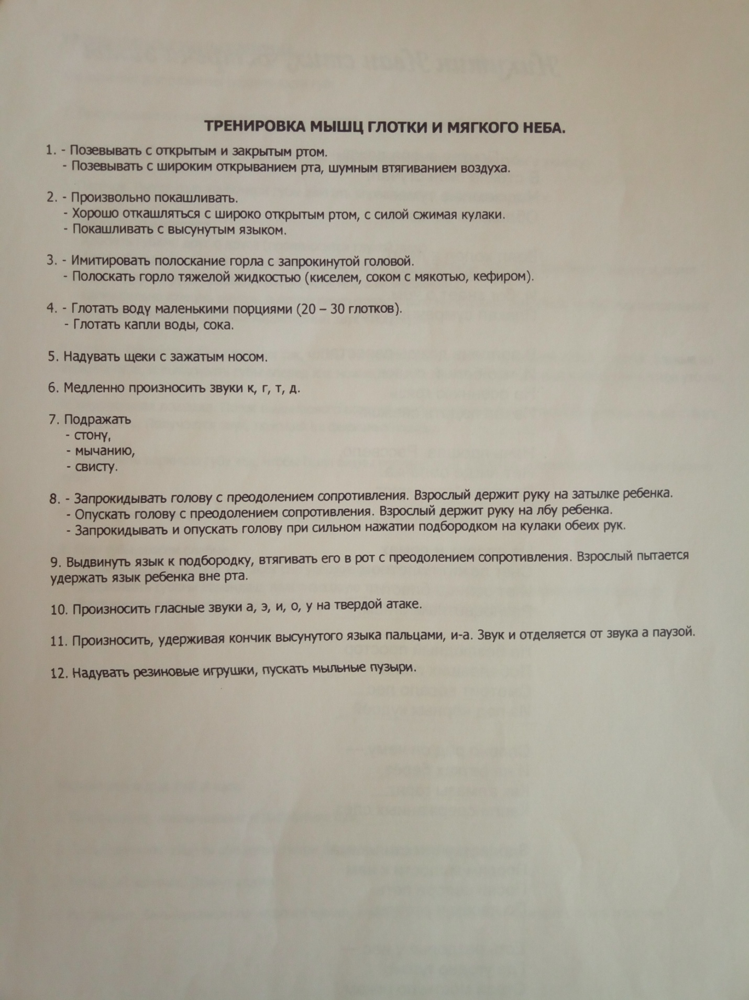 ТРЕНИРОВКА МЫШЦ ГЛОТКИ И МЯГКОГО НЕБА.
1. - Позевывать с открытым и закрытым ртом.
- Позевывать с широким открыванием рта, шумным втягиванием воздуха.
2. - Произвольно покашливать.
- Хорошо откашляться с широко открытым ртом, с силой сжимая кулаки.
- Покашливать с высунутым языком.
3. - Имитировать полоскание горла с запрокинутой головой.
- Полоскать горло тяжелой жидкостью (киселем, соком с мякотью, кефиром).
4. - Глотать воду маленькими порциями (20 – 30 глотков).
- Глотать капли воды, сока.
5. Надувать щеки с зажатым носом.
6. Медленно произносить звуки к, г, т, д.
7. Подражать
- стону,
- мычанию,
- свисту.
8. - Запрокидывать голову с преодолением сопротивления. Взрослый держит руку на затылке ребенка.
- Опускать голову с преодолением сопротивления. Взрослый держит руку на лбу ребенка.
- Запрокидывать и опускать голову при сильном нажатии подбородком на кулаки обеих рук.
9. Выдвинуть язык к подбородку, втягивать его в рот с преодолением сопротивления. Взрослый пытается
удержать язык ребенка вне рта.
10. Произносить гласные звуки а, э, и, о, у на твердой атаке.
11. Произносить, удерживая кончик высунутого языка пальцами, и-а. Звук и отделяется от звука а паузой.
12. Надувать резиновые игрушки, пускать мыльные пузыри.